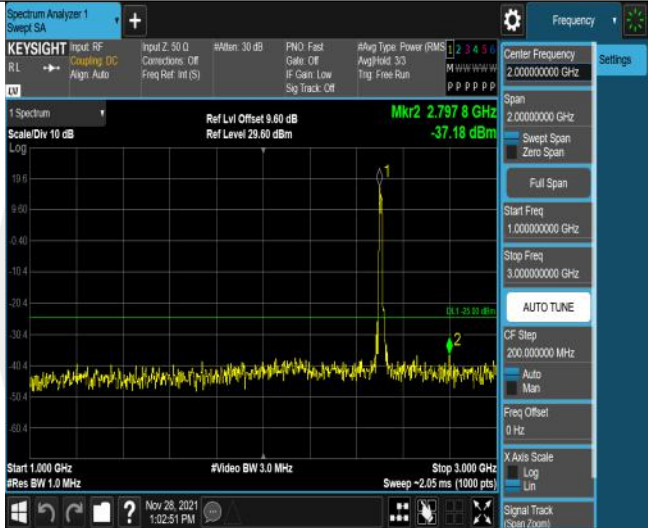 Spectrum Analyzer 1
Swept SA
+
Frequency
KEYSIGHT
RL
LV
Input: RF
Coupling: DC
Align: Auto
Input Z: 50 Ω
Corrections: Off
Freq Ref: Int (S)
#Atten: 30 dB
PNO: Fast
Gate: Off
IF Gain: Low
Sig Track: Off
#Avg Type: Power (RMS
Avg|Hold: 3/3
Trig: Free Run
1 2 3 4 5 6
M W W W W W
P P P P P P
1 Spectrum
Scale/Div 10 dB
Log
Ref Lvl Offset 9.60 dB
Ref Level 29.60 dBm
Mkr2 2.797 8 GHz
-37.18 dBm
19.6
9.60
-0.40
-10.4
-20.4
-30.4
-40.4
-50.4
-60.4
1
DL1 -25.00 dBm
2
Start 1.000 GHz
#Res BW 1.0 MHz
#Video BW 3.0 MHz
Stop 3.000 GHz
Sweep ~2.05 ms (1000 pts)
Center Frequency
2.000000000 GHz
Settings
Span
2.00000000 GHz
Swept Span
Zero Span
Full Span
Start Freq
1.000000000 GHz
Stop Freq
3.000000000 GHz
AUTO TUNE
CF Step
200.000000 MHz
Auto
Man
Freq Offset
0 Hz
X Axis Scale
Log
Lin
Signal Track
(Span Zoom)
?
Nov 28, 2021
1:02:51 PM